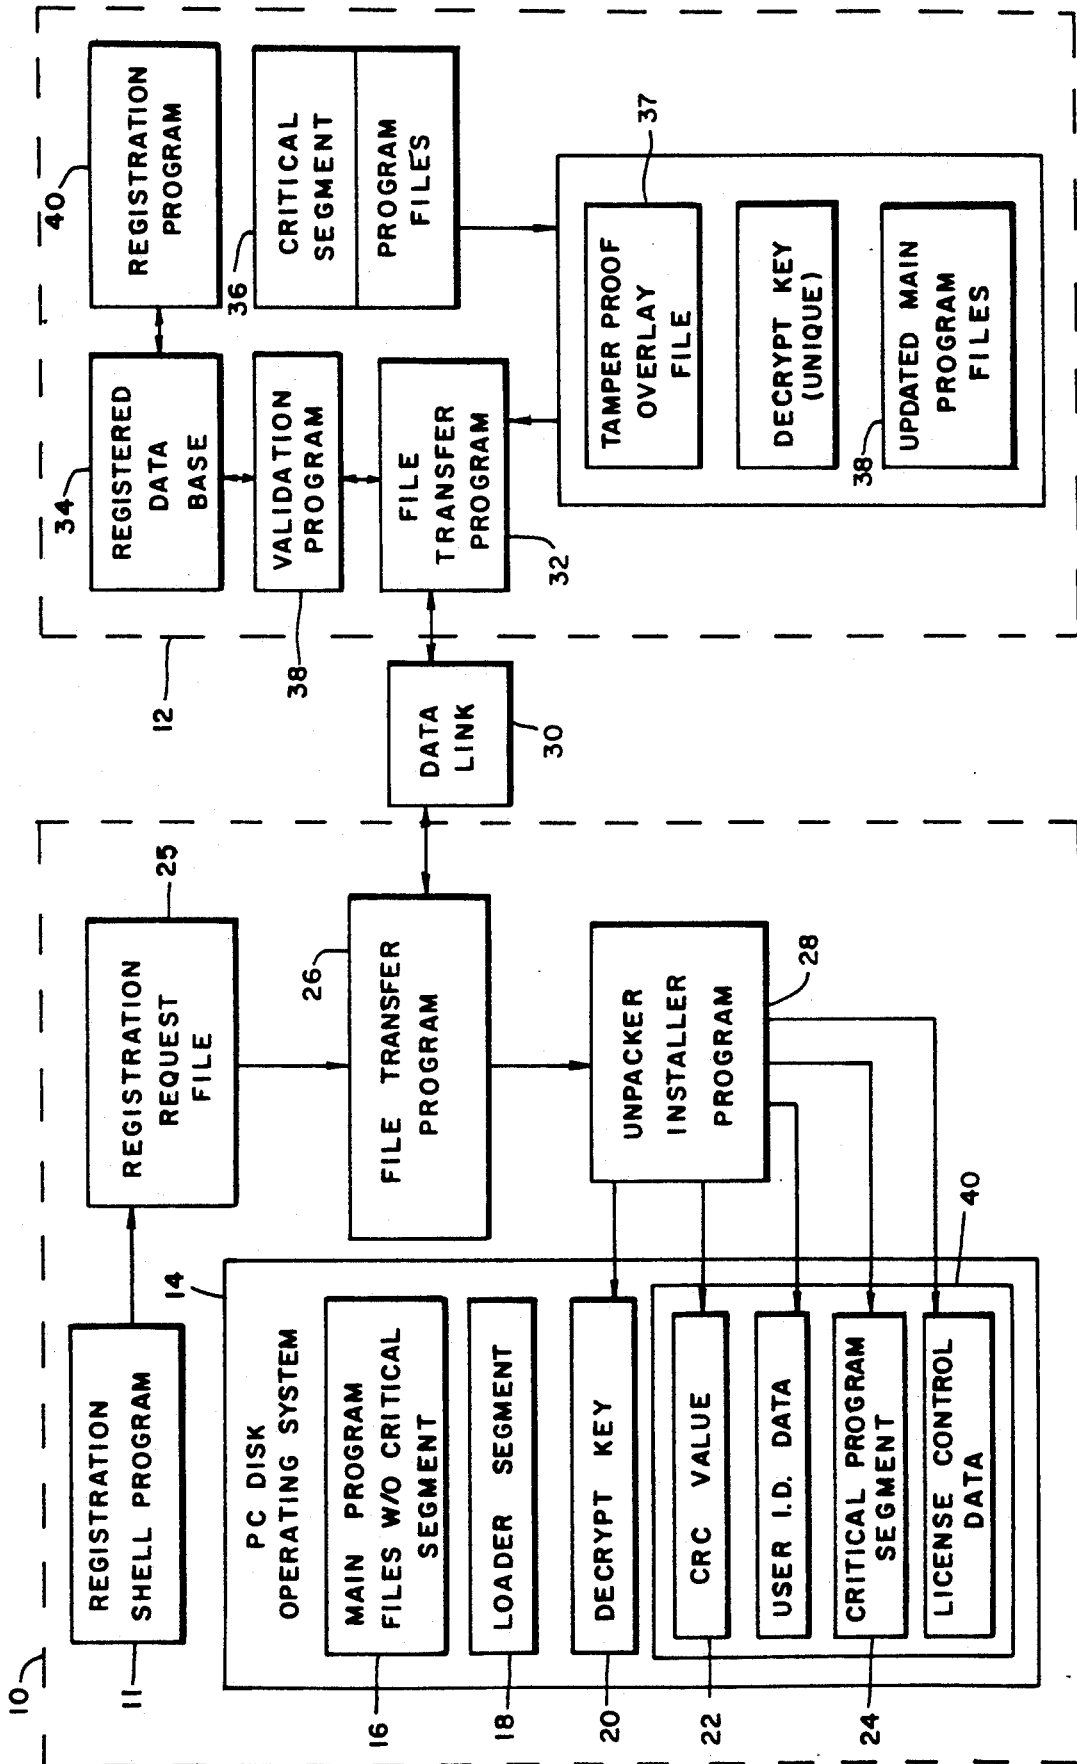 10
REGISTRATION
SHELL PROGRAM
11
REGISTRATION
REQUEST
FILE
25
14
PC DISK
OPERATING SYSTEM
MAIN PROGRAM
FILES W/O CRITICAL
SEGMENT
16
LOADER SEGMENT
18
DECRYPT KEY
20
CRC VALUE
22
USER I.D. DATA
CRITICAL PROGRAM
SEGMENT
24
LICENSE CONTROL
DATA
40
26
FILE TRANSFER
PROGRAM
UNPACKER
INSTALLER
PROGRAM
28
DATA
LINK
30
12
34
REGISTERED
DATA
BASE
40
REGISTRATION
PROGRAM
VALIDATION
PROGRAM
38
36
CRITICAL
SEGMENT
PROGRAM
FILES
FILE
TRANSFER
PROGRAM
32
TAMPER PROOF
OVERLAY
FILE
37
DECRYPT KEY
(UNIQUE)
38
UPDATED MAIN
PROGRAM
FILES